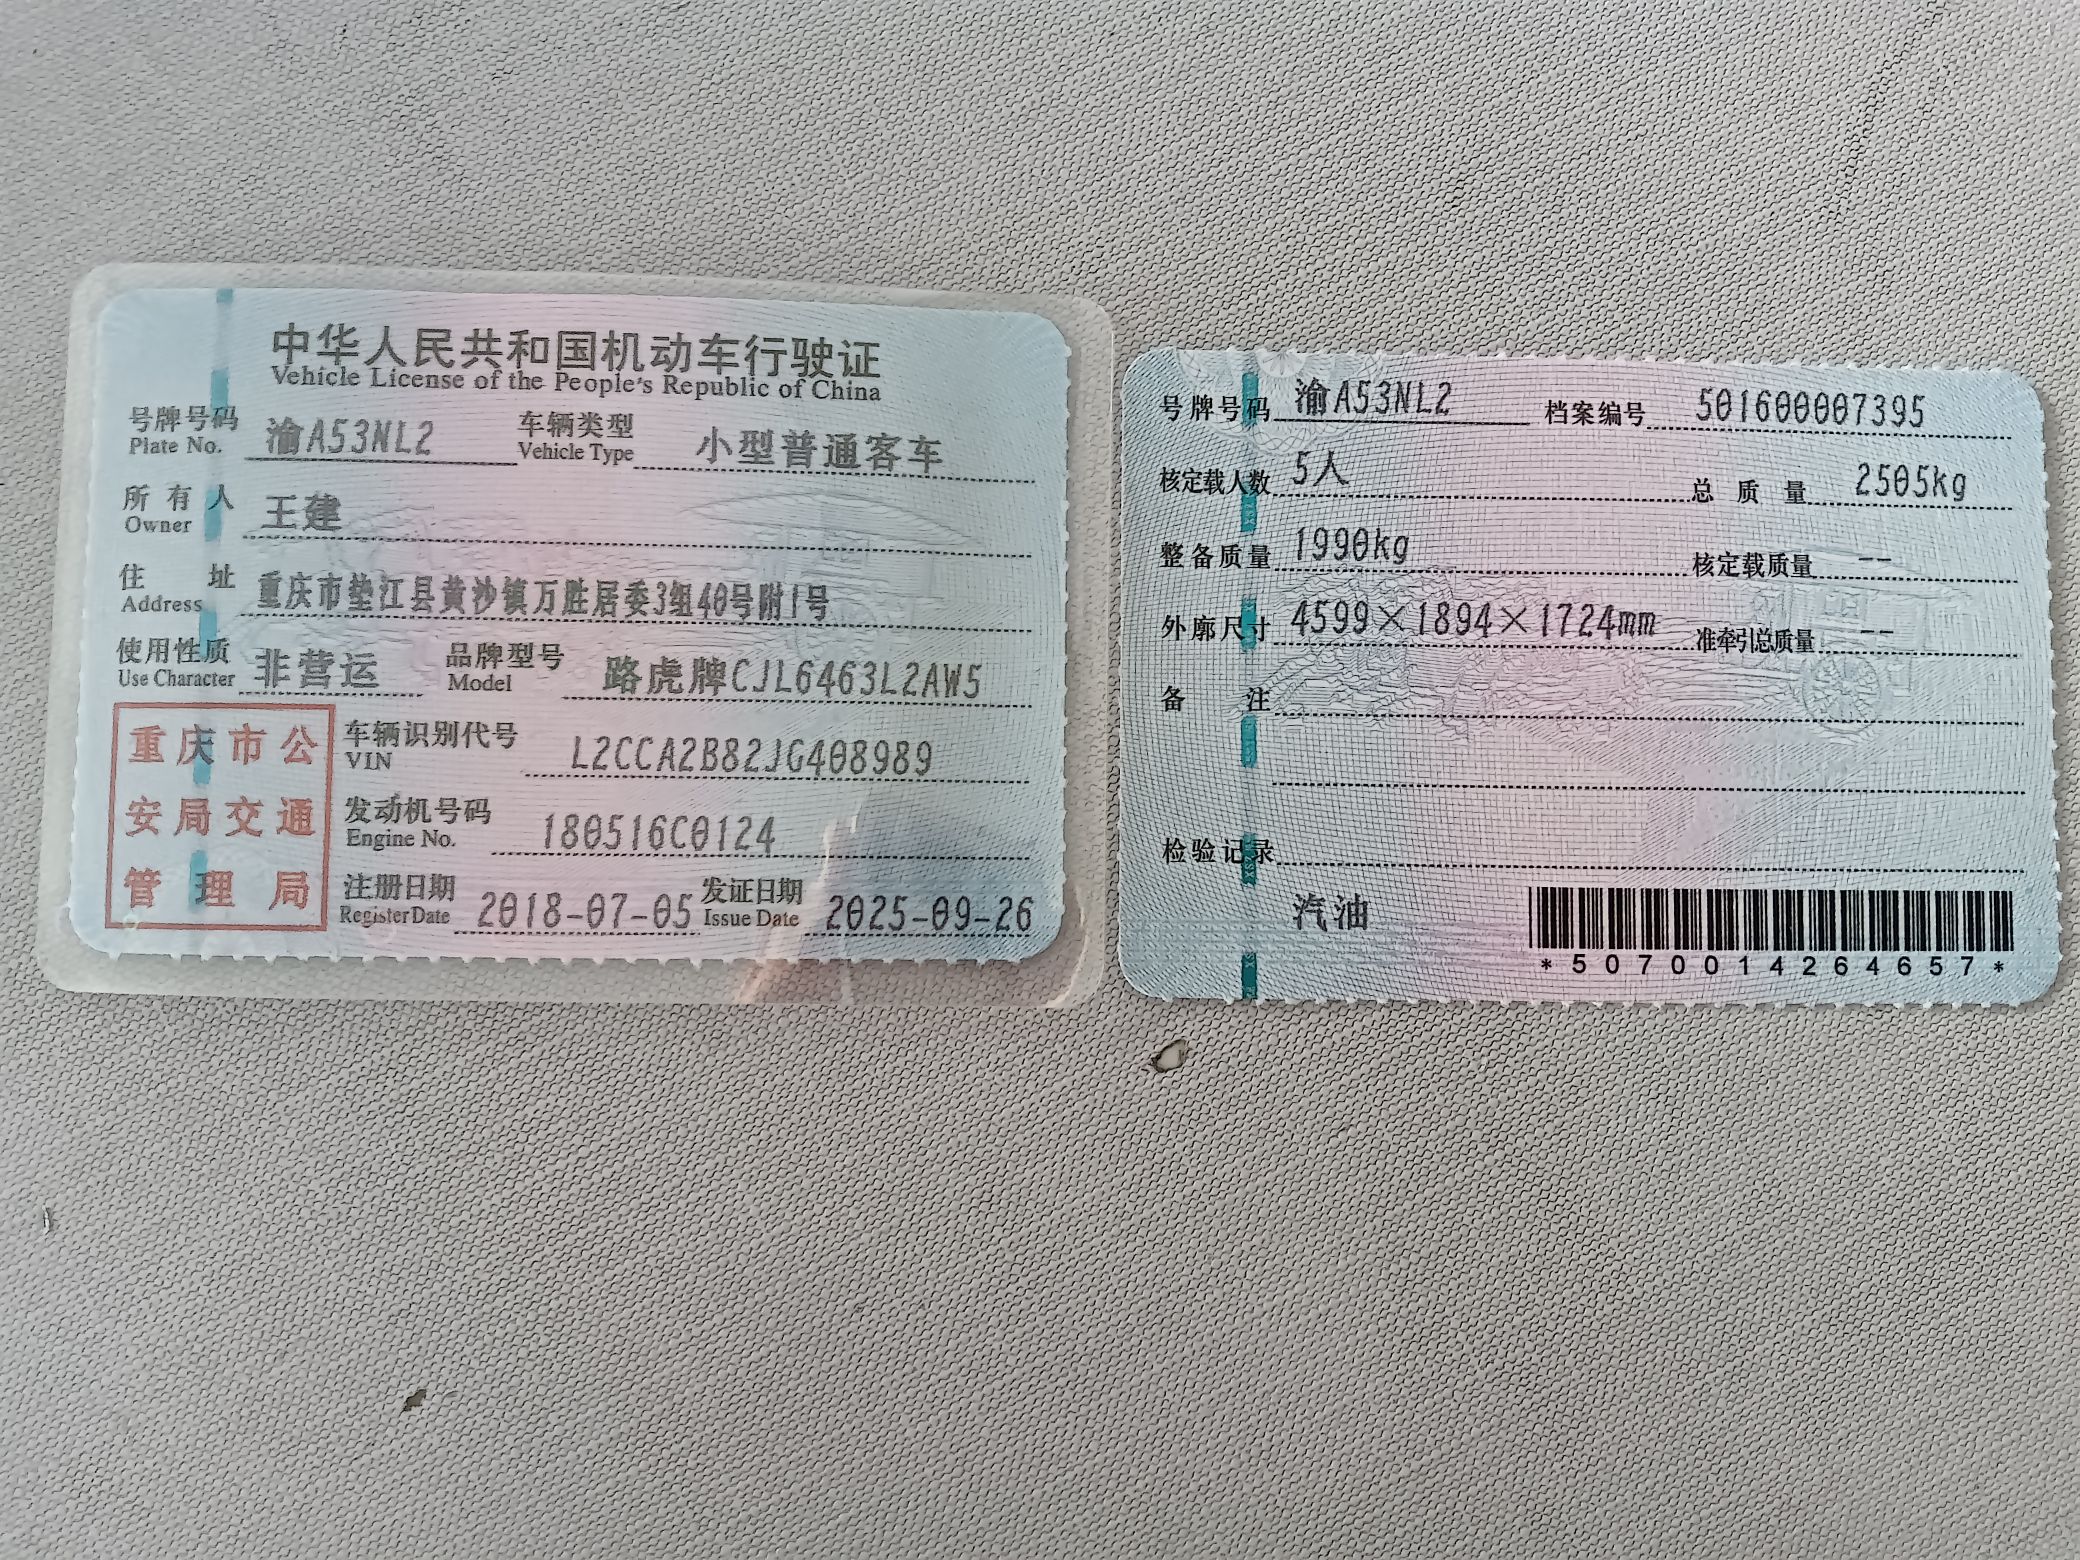 中华人民共和国机动车行驶证
Vehicle License of the People's Republic of China
号牌号码 渝A53NL2 车辆类型 小型普通客车
Plate No. Vehicle Type
所有人 王建
Owner
住址 重庆市垫江县黄沙镇万胜居委3组40号附1号
Address
使用性质 非营运 品牌型号 路虎牌CJL6463L2AW5
Use Character Model
重庆市公
安局交通
管理局
车辆识别代号 L2CCA2B82JG408989
VIN
发动机号码 180516C0124
Engine No.
注册日期 2018-07-05 发证日期 2025-09-26
Register Date Issue Date
号牌号码 渝A53NL2 档案编号 501600007395
核定载人数 5人 总质量 2505kg
整备质量 1990kg 核定载质量 --
外廓尺寸 4599×1894×1724mm 准牵引总质量 --
备注
检验记录
汽油
*5070014264657*